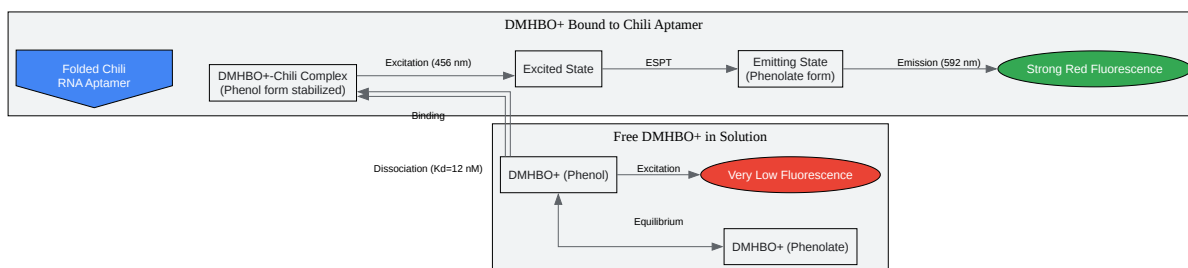 DMHBO+ Bound to Chili Aptamer
Folded Chili
RNA Aptamer
DMHBO+-Chili Complex
(Phenol form stabilized)
Excitation (456 nm)
Excited State
ESPT
Emitting State
(Phenolate form)
Emission (592 nm)
Strong Red Fluorescence
Binding
Free DMHBO+ in Solution
Dissociation (Kd=12 nM)
DMHBO+ (Phenol)
Excitation
Very Low Fluorescence
Equilibrium
DMHBO+ (Phenolate)